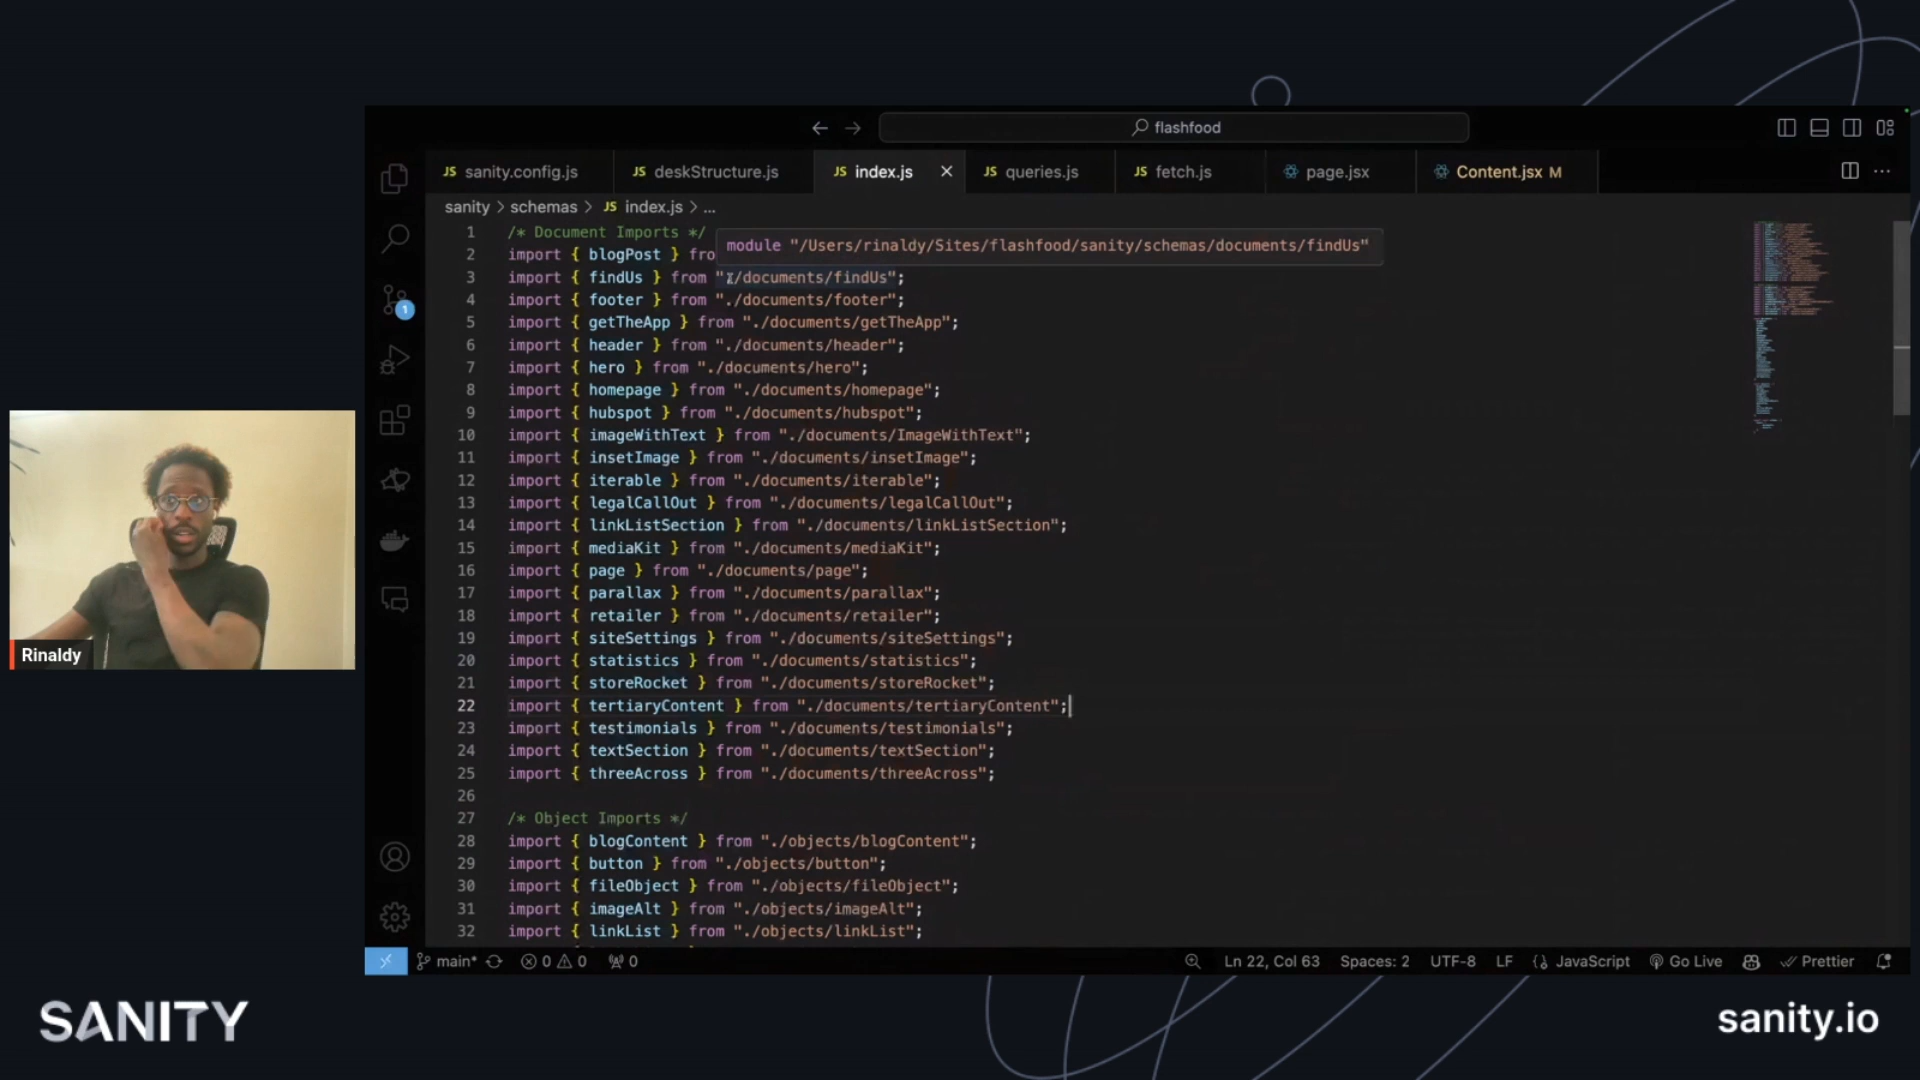 flashfood
JS sanity.config.js JS deskStructure.js JS index.js JS queries.js JS fetch.js page.jsx Content.jsx M
sanity > schemas > JS index.js > ...
1 /* Document Imports */
module "/Users/rinaldy/Sites/flashfood/sanity/schemas/documents/findUs"
2 import { blogPost } fro
3 import { findUs } from "./documents/findUs";
4 import { footer } from "./documents/footer";
5 import { getTheApp } from "./documents/getTheApp";
6 import { header } from "./documents/header";
7 import { hero } from "./documents/hero";
8 import { homepage } from "./documents/homepage";
9 import { hubspot } from "./documents/hubspot";
10 import { imageWithText } from "./documents/ImageWithText";
11 import { insetImage } from "./documents/insetImage";
12 import { iterable } from "./documents/iterable";
13 import { legalCallOut } from "./documents/legalCallOut";
14 import { linkListSection } from "./documents/linkListSection";
15 import { mediaKit } from "./documents/mediaKit";
16 import { page } from "./documents/page";
17 import { parallax } from "./documents/parallax";
18 import { retailer } from "./documents/retailer";
19 import { siteSettings } from "./documents/siteSettings";
20 import { statistics } from "./documents/statistics";
21 import { storeRocket } from "./documents/storeRocket";
22 import { tertiaryContent } from "./documents/tertiaryContent";
23 import { testimonials } from "./documents/testimonials";
24 import { textSection } from "./documents/textSection";
25 import { threeAcross } from "./documents/threeAcross";
26
27 /* Object Imports */
28 import { blogContent } from "./objects/blogContent";
29 import { button } from "./objects/button";
30 import { fileObject } from "./objects/fileObject";
31 import { imageAlt } from "./objects/imageAlt";
32 import { linkList } from "./objects/linkList";
1
Rinaldy
main* 0 0 0 Ln 22, Col 63 Spaces: 2 UTF-8 LF {} JavaScript Go Live Prettier
SANITY
sanity.io